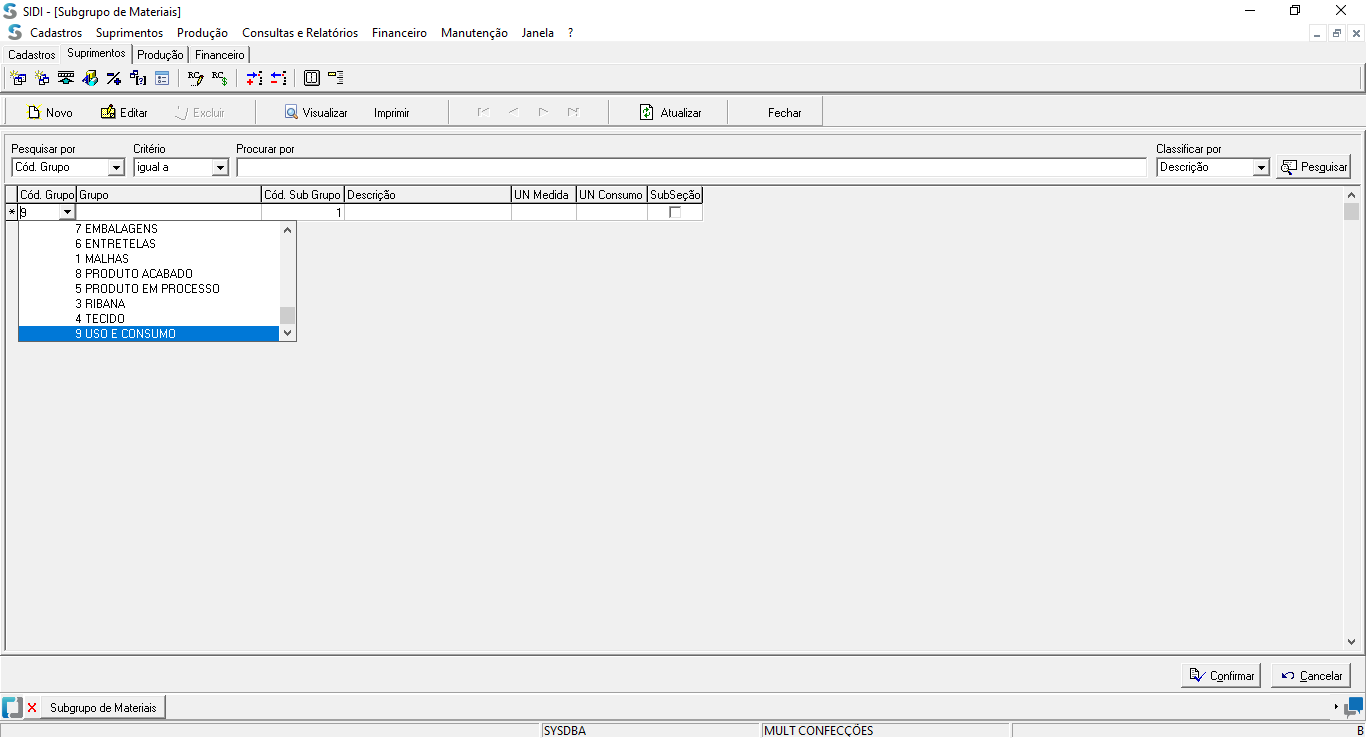 SIDI - [Subgrupo de Materiais]
Cadastros Suprimentos Produção Consultas e Relatórios Financeiro Manutenção Janela ?
Cadastros Suprimentos Produção Financeiro
Novo Editar Excluir Visualizar Imprimir Atualizar Fechar
Pesquisar por Critério Procurar por Classificar por
Cód. Grupo igual a Descrição Pesquisar
Cód. Grupo Grupo Cód. Sub Grupo Descrição UN Medida UN Consumo SubSeção
* 9 1
7 EMBALAGENS
6 ENTRETELAS
1 MALHAS
8 PRODUTO ACABADO
5 PRODUTO EM PROCESSO
3 RIBANA
4 TECIDO
9 USO E CONSUMO
Confirmar Cancelar
Subgrupo de Materiais
SYSDBA MULT CONFECÇÕES B